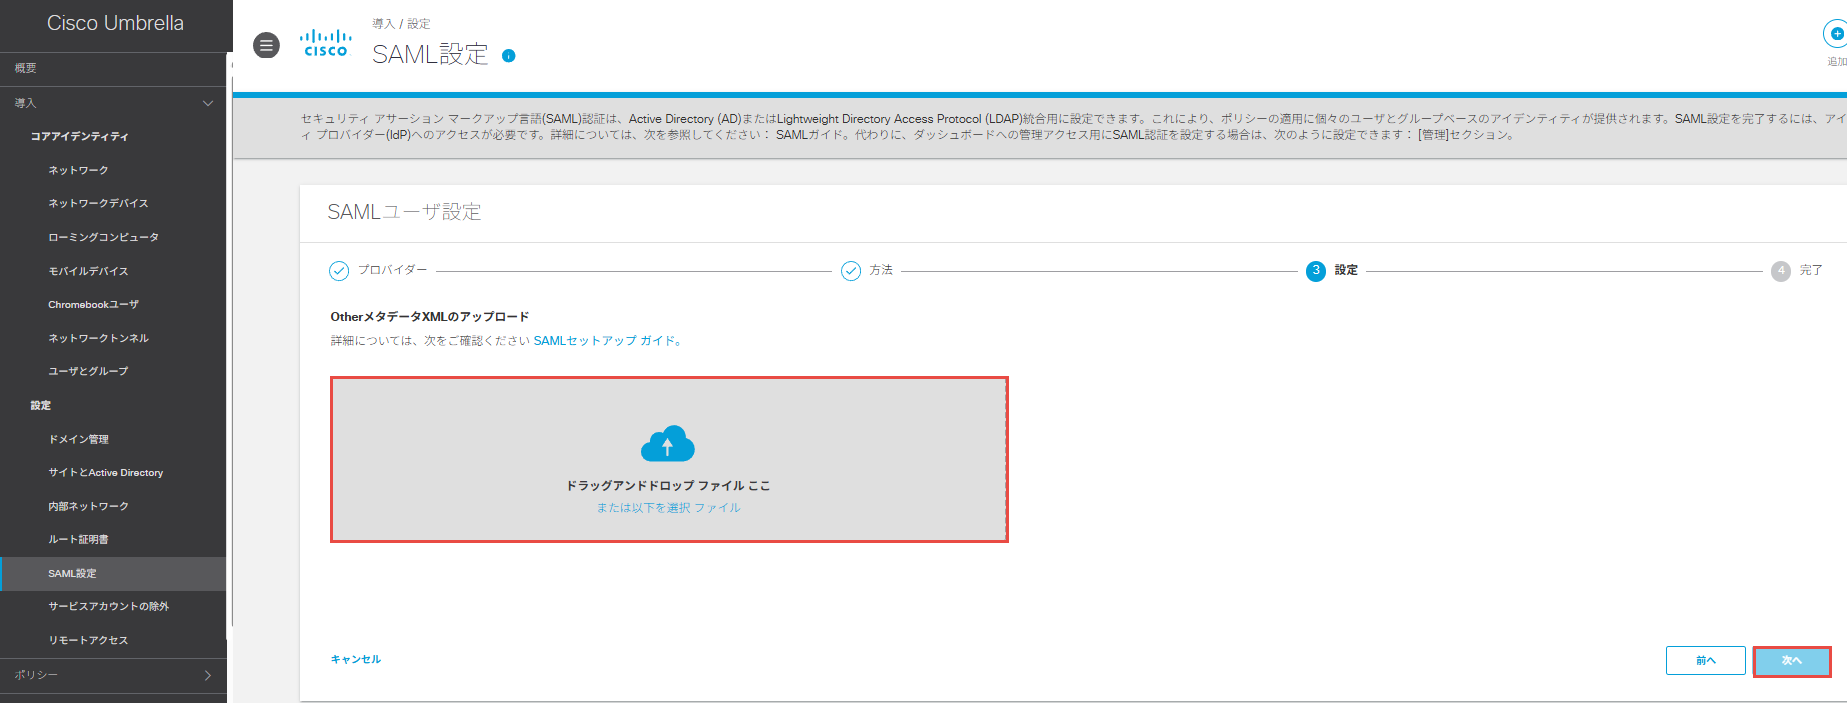 Cisco Umbrella
概要
導入
コアアイデンティティ
ネットワーク
ネットワークデバイス
ローミングコンピュータ
モバイルデバイス
Chromebookユーザ
ネットワークトンネル
ユーザとグループ
設定
ドメイン管理
サイトとActive Directory
内部ネットワーク
ルート証明書
SAML設定
サービスアカウントの除外
リモートアクセス
ポリシー
CISCO
導入 / 設定
SAML設定
追加
セキュリティ アサーション マークアップ言語(SAML)認証は、Active Directory (AD)またはLightweight Directory Access Protocol (LDAP)統合用に設定できます。これにより、ポリシーの適用に個々のユーザとグループベースのアイデンティティが提供されます。SAML設定を完了するには、アイ
ィ プロバイダー(IdP)へのアクセスが必要です。詳細については、次を参照してください： SAMLガイド。代わりに、ダッシュボードへの管理アクセス用にSAML認証を設定する場合は、次のように設定できます： [管理]セクション。
SAMLユーザ設定
プロバイダー
方法
3 設定
4 完了
OtherメタデータXMLのアップロード
詳細については、次をご確認ください SAMLセットアップ ガイド。
ドラッグアンドドロップ ファイル ここ
または以下を選択 ファイル
キャンセル
前へ
次へ